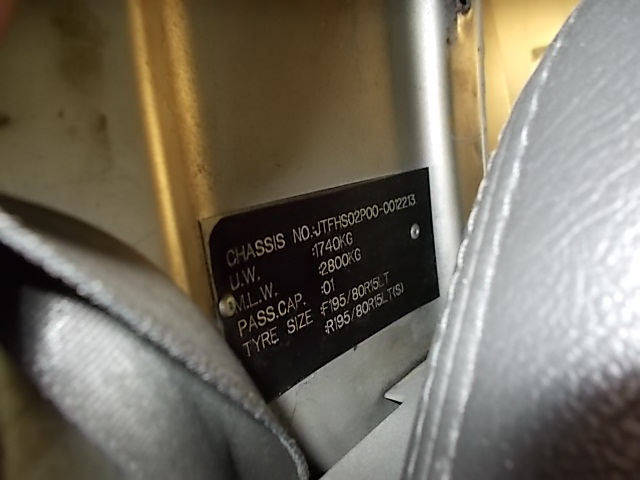 CHASSIS NO.:JTFHS02P00-0012213
U.W. :1740KG
M.L.W. :2800KG
PASS.CAP. :01
TYRE SIZE :F195/80R15LT
:R195/80R15LT(S)